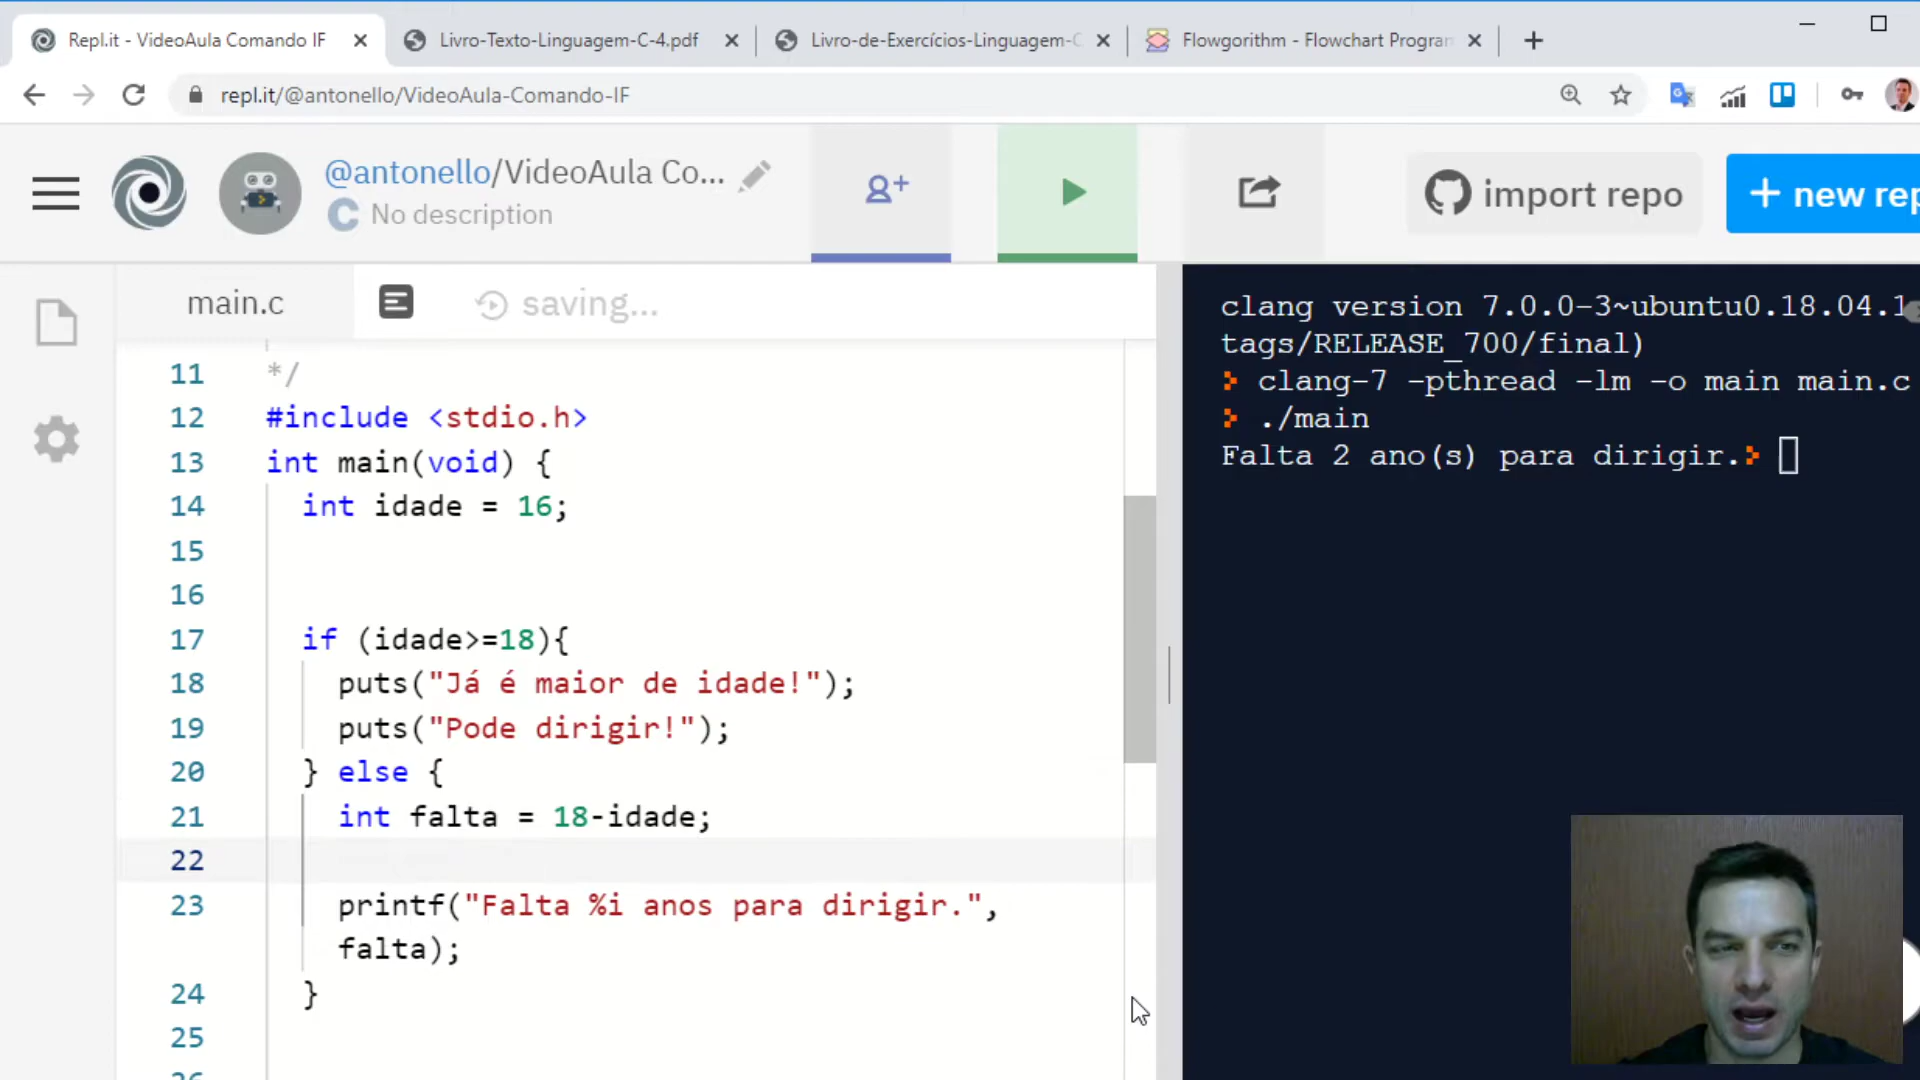 Repl.it - VideoAula Comando IF
Livro-Texto-Linguagem-C-4.pdf
Livro-de-Exercícios-Linguagem-C
Flowgorithm - Flowchart Program
repl.it/@antonello/VideoAula-Comando-IF
@antonello/VideoAula Co...
C No description
import repo
+ new rep
main.c
saving...
11 */
12 #include <stdio.h>
13 int main(void) {
14 int idade = 16;
15
16
17 if (idade>=18){
18 puts("Já é maior de idade!");
19 puts("Pode dirigir!");
20 } else {
21 int falta = 18-idade;
22
23 printf("Falta %i anos para dirigir.",
falta);
24 }
25
26
clang version 7.0.0-3~ubuntu0.18.04.1
tags/RELEASE_700/final)
clang-7 -pthread -lm -o main main.c
./main
Falta 2 ano(s) para dirigir.